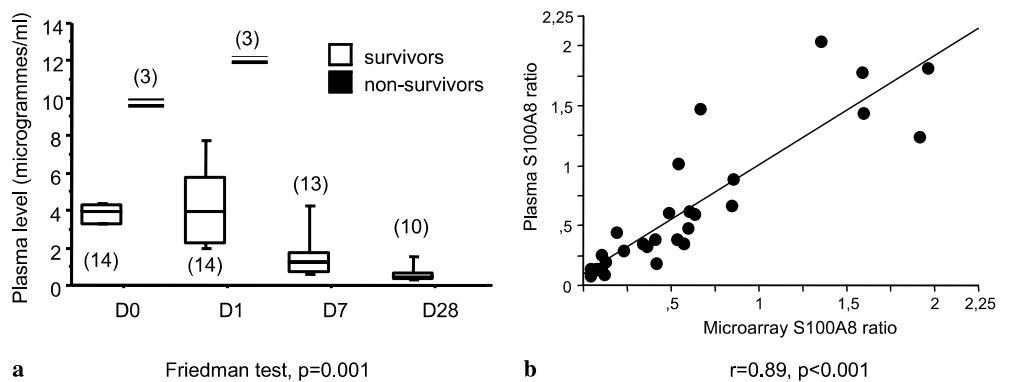 14
12
10
8
6
4
2
0
Plasma level (microgrammes/ml)
(3)
(3)
survivors
non-survivors
(14)
(14)
(13)
(10)
D0 D1 D7 D28
a Friedman test, p=0.001
2,25
2
1,5
1
,5
0
Plasma S100A8 ratio
,5 1 1,5 2 2,25
Microarray S100A8 ratio
b r=0.89, p<0.001